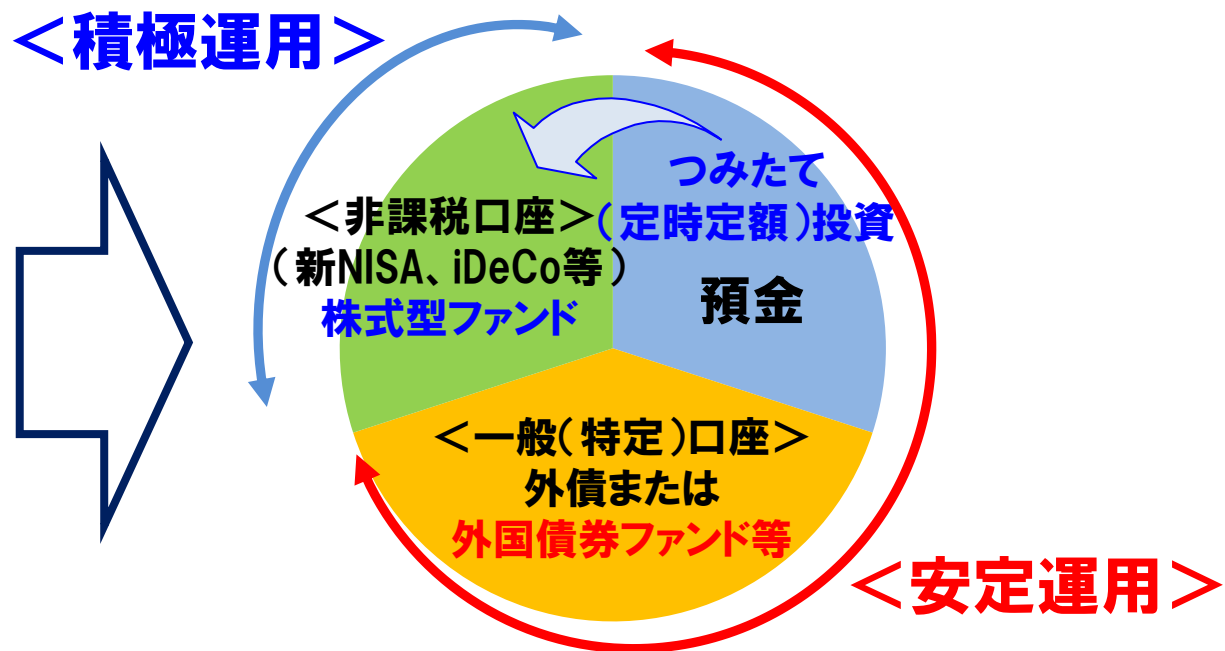 ＜積極運用＞
＜非課税口座＞
（新NISA、iDeCo等）
株式型ファンド
つみたて
（定時定額）投資
預金
＜一般（特定）口座＞
外債または
外国債券ファンド等
＜安定運用＞